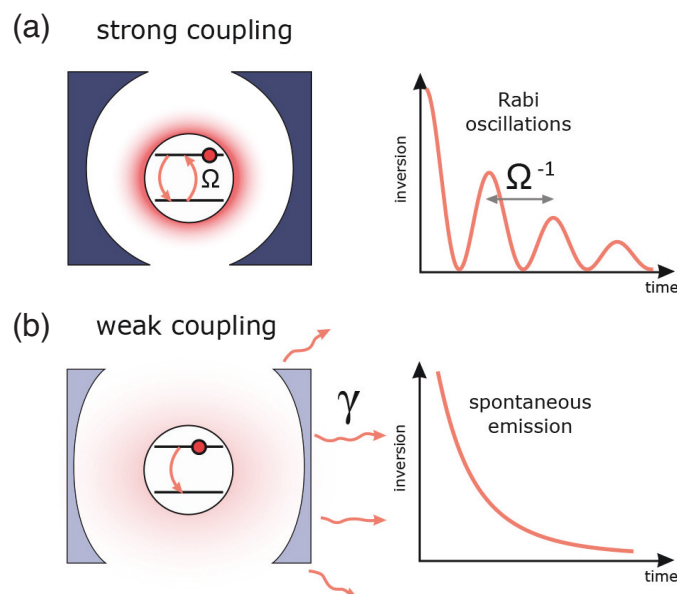 (a) strong coupling
Rabi
oscillations
Ω
Ω⁻¹
inversion
time
(b) weak coupling
γ
spontaneous
emission
inversion
time